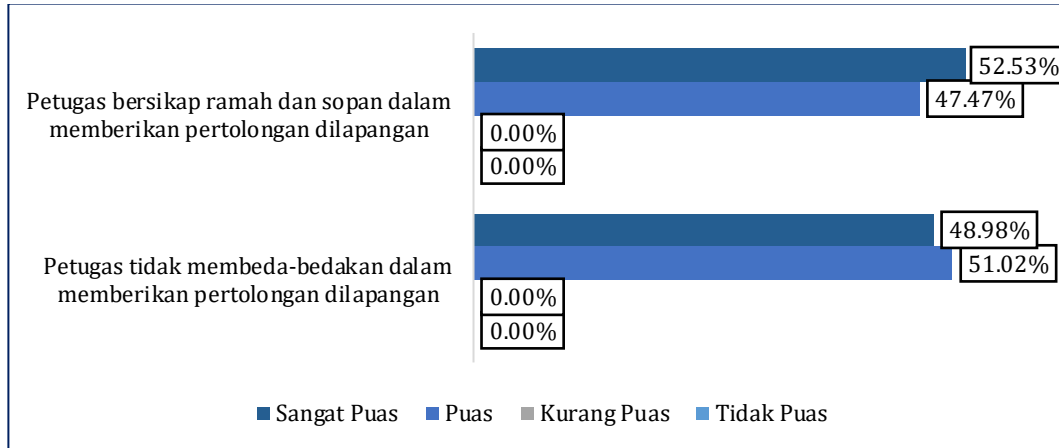 Petugas bersikap ramah dan sopan dalam
memberikan pertolongan dilapangan
52.53%
47.47%
0.00%
0.00%
Petugas tidak membeda-bedakan dalam
memberikan pertolongan dilapangan
48.98%
51.02%
0.00%
0.00%
Sangat Puas Puas Kurang Puas Tidak Puas